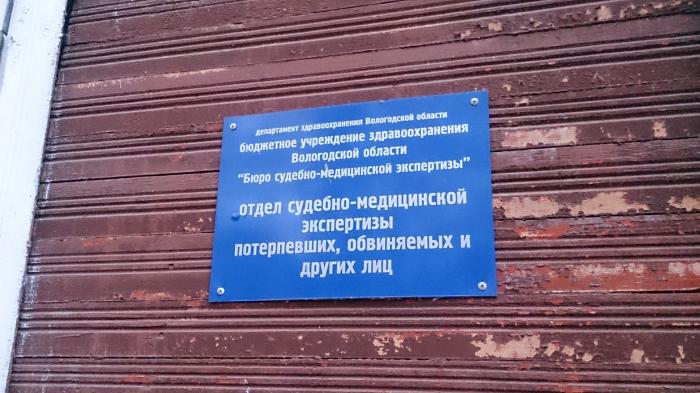 департамент здравоохранения Вологодской области
бюджетное учреждение здравоохранения
Вологодской области
"Бюро судебно-медицинской экспертизы"
отдел судебно-медицинской
экспертизы
потерпевших, обвиняемых и
других лиц